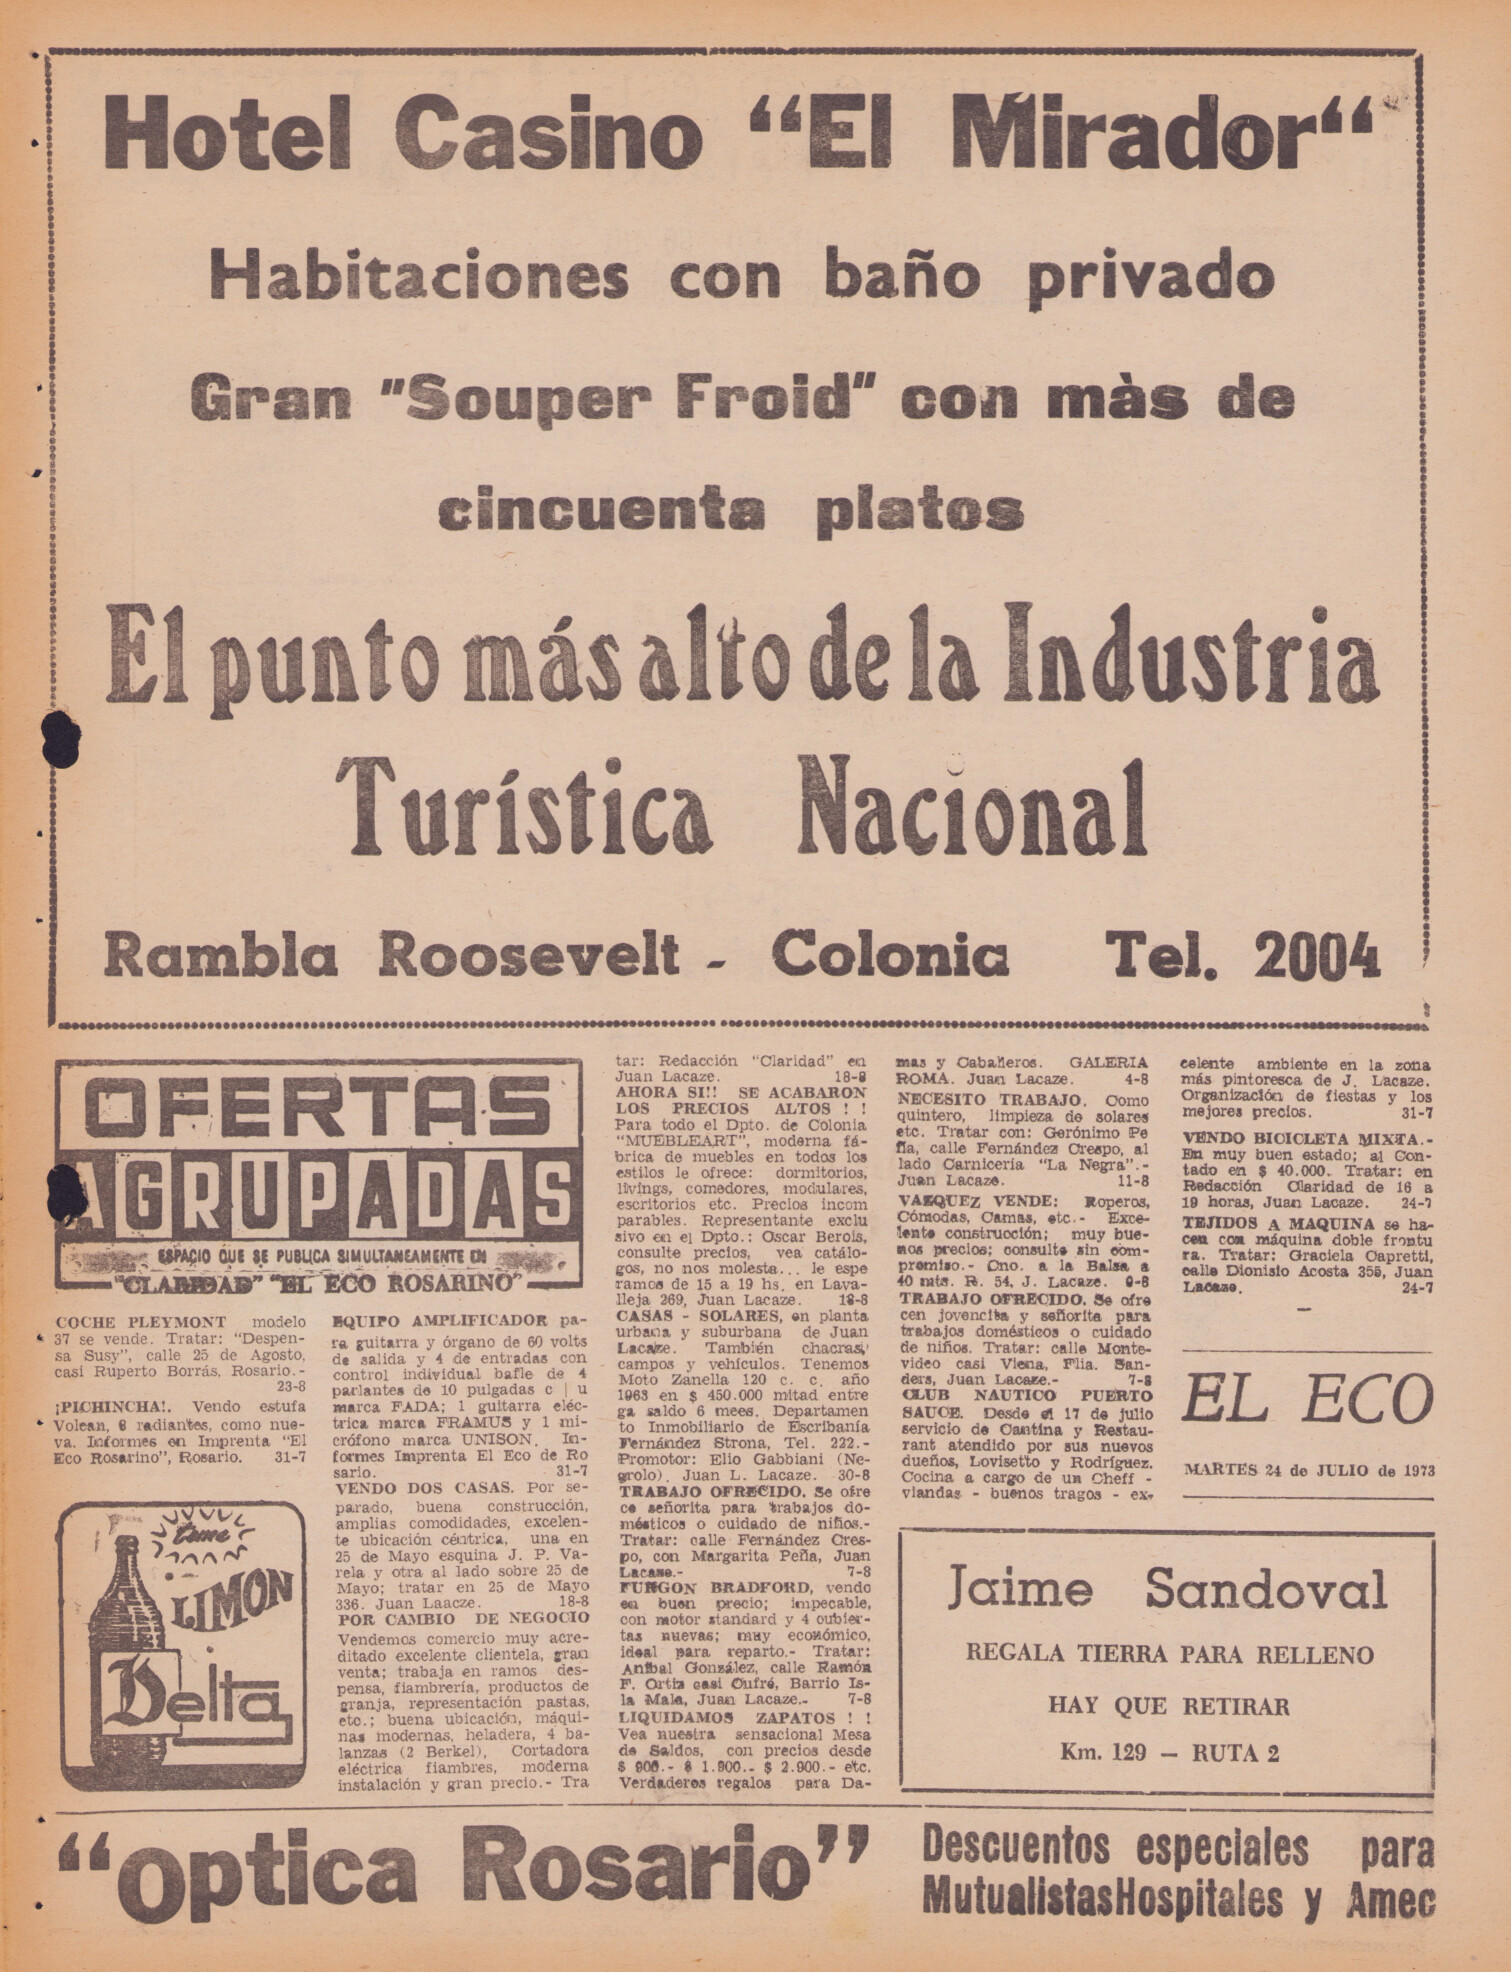 Hotel Casino “El Mirador“
Habitaciones con baño privado
Gran "Souper Froid" con màs de
cincuenta platos
El punto más alto de la Industria
Turística Nacional
Rambla Roosevelt - Colonia Tel. 2004
OFERTAS
AGRUPADAS
ESPACIO QUE SE PUBLICA SIMULTANEAMENTE EN
"CLARIDAD" "EL ECO ROSARINO"
COCHE PLEYMONT modelo
37 se vende. Tratar: "Despen-
sa Susy", calle 25 de Agosto,
casi Ruperto Borrás, Rosario.-
23-8
¡PICHINCHA!. Vendo estufa
Volcan, 6 radiantes, como nue-
va. Informes en Imprenta "El
Eco Rosarino", Rosario. 31-7
Tome
LIMON
Delta
EQUIPO AMPLIFICADOR pa-
ra guitarra y órgano de 60 volts
de salida y 4 de entradas con
control individual bafle de 4
parlantes de 10 pulgadas c | u
marca FADA; 1 guitarra eléc-
trica marca FRAMUS y 1 mi-
crófono marca UNISON. In-
formes Imprenta El Eco de Ro
sario. 31-7
VENDO DOS CASAS. Por se-
parado, buena construcción,
amplias comodidades, excelen-
te ubicación céntrica, una en
25 de Mayo esquina J. P. Va-
rela y otra al lado sobre 25 de
Mayo; tratar en 25 de Mayo
336. Juan Laacze. 18-8
POR CAMBIO DE NEGOCIO
Vendemos comercio muy acre-
ditado excelente clientela, gran
venta; trabaja en ramos des-
pensa, fiambrería, productos de
granja, representación pastas,
etc.; buena ubicación, máqui-
nas modernas, heladera, 4 ba-
lanzas (2 Berkel), Cortadora
eléctrica fiambres, moderna
instalación y gran precio.- Tra
tar: Redacción "Claridad" en
Juan Lacaze. 18-8
AHORA SI!! SE ACABARON
LOS PRECIOS ALTOS ! !
Para todo el Dpto. de Colonia
"MUEBLEART", moderna fá-
brica de muebles en todos los
estilos le ofrece: dormitorios,
livings, comedores, modulares,
escritorios etc. Precios incom
parables. Representante exclu
sivo en el Dpto.: Oscar Berois,
consulte precios, vea catálo-
gos, no nos molesta... le espe
ramos de 15 a 19 hs. en Lava-
lleja 269, Juan Lacaze. 18-8
CASAS - SOLARES, en planta
urbana y suburbana de Juan
Lacaze. También chacras,
campos y vehículos. Tenemos
Moto Zanella 120 c. c. año
1963 en $ 450.000 mitad entre
ga saldo 6 mees. Departamen
to Inmobiliario de Escribanía
Fernández Strona, Tel. 222.-
Promotor: Elio Gabbiani (Ne-
grolo). Juan L. Lacaze. 30-8
TRABAJO OFRECIDO. Se ofre
ce señorita para trabajos do-
mésticos o cuidado de niños.-
Tratar: calle Fernández Cres-
po, con Margarita Peña, Juan
Lacase.- 7-8
FURGON BRADFORD, vendo
en buen precio; impecable,
con motor standard y 4 cubier-
tas nuevas; muy económico,
ideal para reparto.- Tratar:
Aníbal González, calle Ramón
F. Ortiz casi Cufré, Barrio Is-
la Mala, Juan Lacaze.- 7-8
LIQUIDAMOS ZAPATOS ! !
Vea nuestra sensacional Mesa
de Saldos, con precios desde
$ 900.- $ 1.900.- $ 2.900.- etc.
Verdaderos regalos para Da-
mas y Caballeros. GALERIA
ROMA. Juan Lacaze. 4-8
NECESITO TRABAJO. Como
quintero, limpieza de solares
etc. Tratar con: Gerónimo Pe
ña, calle Fernández Crespo, al
lado Carnicería "La Negra".-
Juan Lacaze. 11-8
VAZQUEZ VENDE: Roperos,
Cómodas, Camas, etc.- Exce-
lente construcción; muy bue-
nos precios; consulte sin com-
promiso.- Cno. a la Balsa a
40 mts. R. 54, J. Lacaze. 9-8
TRABAJO OFRECIDO. Se ofre
cen jovencita y señorita para
trabajos domésticos o cuidado
de niños. Tratar: calle Monte-
video casi Viena, Flia. San-
ders, Juan Lacaze.- 7-8
CLUB NAUTICO PUERTO
SAUCE. Desde el 17 de julio
servicio de Cantina y Restau-
rant atendido por sus nuevos
dueños, Lovisetto y Rodríguez.
Cocina a cargo de un Cheff -
viandas - buenos tragos - ex-
celente ambiente en la zona
más pintoresca de J. Lacaze.
Organización de fiestas y los
mejores precios. 31-7
VENDO BICICLETA MIXTA.-
En muy buen estado; al Con-
tado en $ 40.000. Tratar: en
Redacción Claridad de 16 a
19 horas, Juan Lacaze. 24-7
TEJIDOS A MAQUINA se ha-
cen con máquina doble frontu
ra. Tratar: Graciela Capretti,
calle Dionisio Acosta 355, Juan
Lacaze. 24-7
EL ECO
MARTES 24 de JULIO de 1973
Jaime Sandoval
REGALA TIERRA PARA RELLENO
HAY QUE RETIRAR
Km. 129 — RUTA 2
“Optica Rosario”
Descuentos especiales para
MutualistasHospitales y Amec